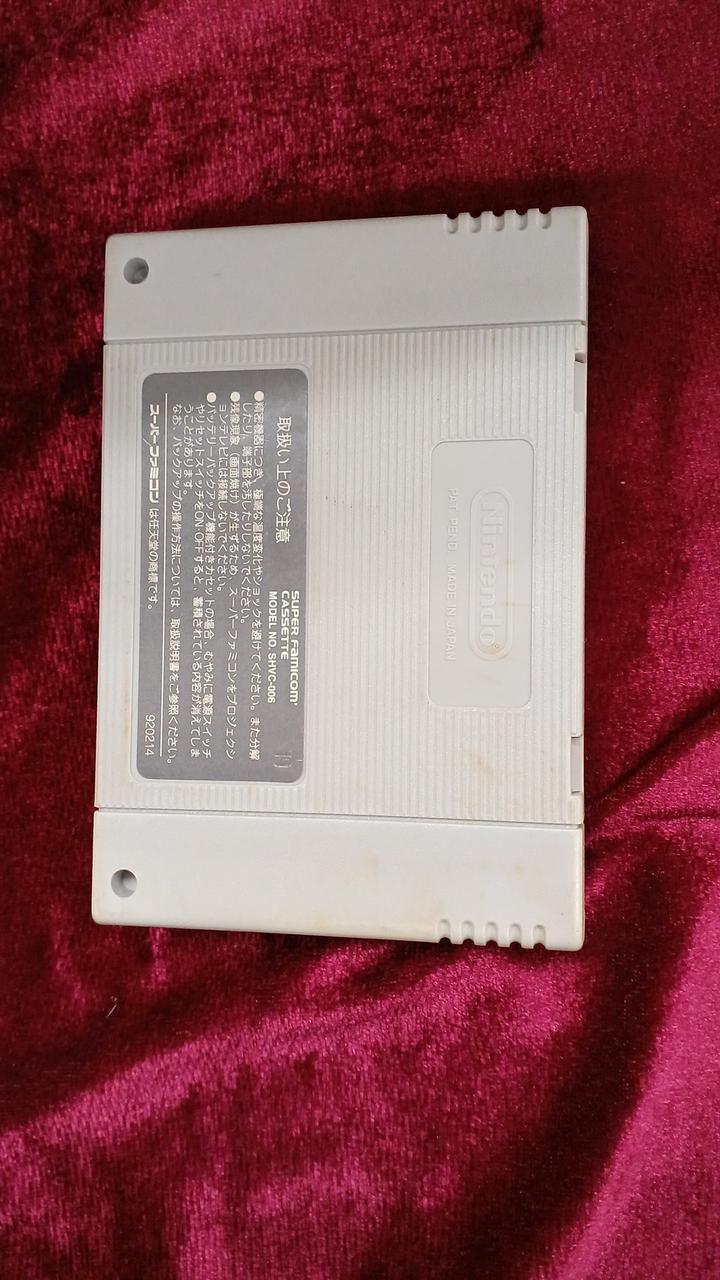 Nintendo
PAT. PEND. MADE IN JAPAN
SUPER FAMICOM
CASSETTE
MODEL NO. SHVC-006
取扱い上のご注意
●精密機器につき、極端な温度変化やショックを避けてください。また分解
したり、端子部を汚したりしないでください。
●残像現象(画面焼け)が生ずるため、スーパーファミコンをプロジェクシ
ョンテレビには接続しないでください。
●バッテリーバックアップ機能付きカセットの場合、むやみに電源スイッチ
やリセットスイッチをON・OFFすると、蓄積されている内容が消えてしま
うことがあります。
なお、バックアップの操作方法については、取扱説明書をご参照ください。
スーパーファミコンは任天堂の商標です。
920214